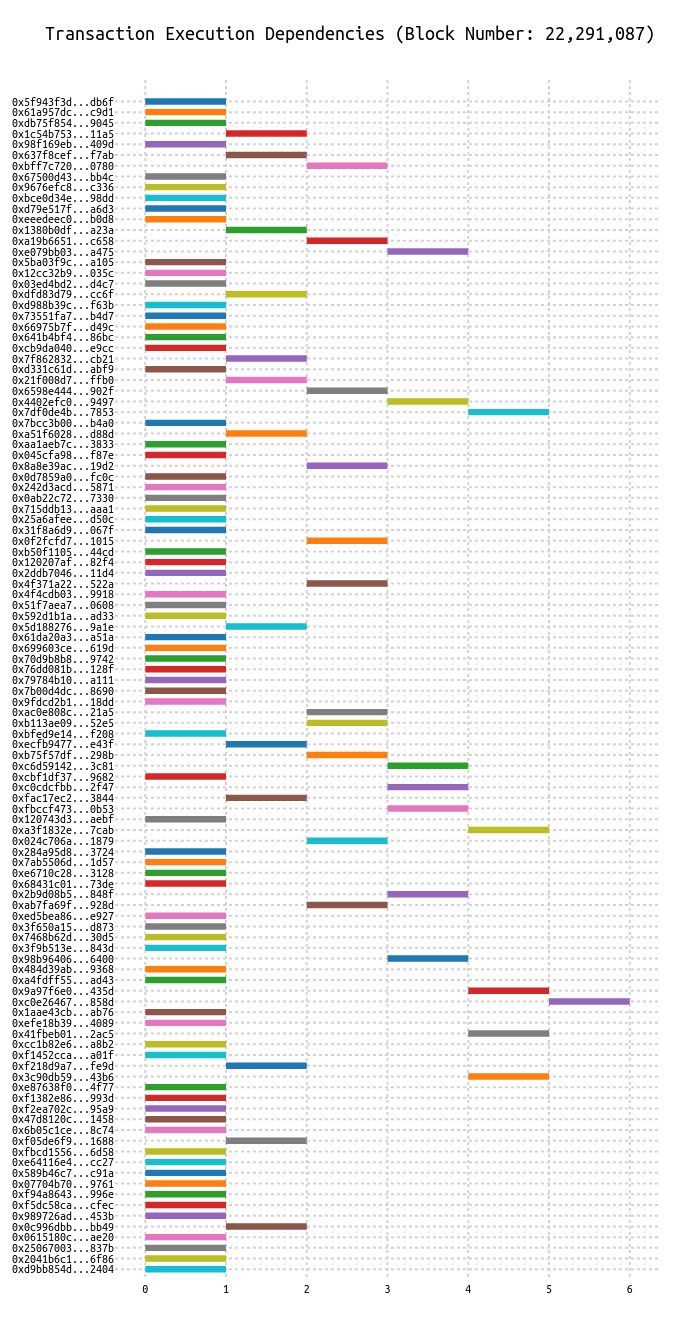 Transaction Execution Dependencies (Block Number: 22,291,087)
0x5f943f3d...db6f
0x61a957dc...c9d1
0xdb75f854...9045
0x1c54b753...11a5
0x98f169eb...409d
0x637f8cef...f7ab
0xbff7c720...0780
0x67500d43...bb4c
0x9676efc8...c336
0xbce0d34e...98dd
0xd79e517f...a6d3
0xeeedeec0...b0d8
0x1380b0df...a23a
0xa19b6651...c658
0xe079bb03...a475
0x5ba03f9c...a105
0x12cc32b9...035c
0x03ed4bd2...d4c7
0xdfd83d79...cc6f
0xd988b39c...f63b
0x73551fa7...b4d7
0x66975b7f...d49c
0x641b4bf4...86bc
0xcb9da040...e9cc
0x7f862832...cb21
0xd331c61d...abf9
0x21f008d7...ffb0
0x6598e444...902f
0x4402efc0...9497
0x7df0de4b...7853
0x7bcc3b00...b4a0
0xa51f6028...d88d
0xaa1aeb7c...3833
0x045cfa98...f87e
0x8a8e39ac...19d2
0x0d7859a0...fc0c
0x242d3acd...5871
0x0ab22c72...7330
0x715ddb13...aaa1
0x25a6afee...d50c
0x31f8a6d9...067f
0x0f2fcfd7...1015
0xb50f1105...44cd
0x120207af...82f4
0x2ddb7046...11d4
0x4f371a22...522a
0x4f4cdb03...9918
0x51f7aea7...0608
0x592d1b1a...ad33
0x5d188276...9a1e
0x61da20a3...a51a
0x699603ce...619d
0x70d9b8b8...9742
0x76dd081b...128f
0x79784b10...a111
0x7b00d4dc...8690
0x9fdcd2b1...18dd
0xac0e808c...21a5
0xb113ae09...52e5
0xbfed9e14...f208
0xecfb9477...e43f
0xb75f57df...298b
0xc6d59142...3c81
0xcbf1df37...9682
0xc0cdcfbb...2f47
0xfac17ec2...3844
0xfbccf473...0b53
0x120743d3...aebf
0xa3f1832e...7cab
0x024c706a...1879
0x284a95d8...3724
0x7ab5506d...1d57
0xe6710c28...3128
0x68431c01...73de
0x2b9d08b5...848f
0xab7fa69f...928d
0xed5bea86...e927
0x3f650a15...d873
0x7468b62d...30d5
0x3f9b513e...843d
0x98b96406...6400
0x484d39ab...9368
0xa4fdff55...ad43
0x9a97f6e0...435d
0xc0e26467...858d
0x1aae43cb...ab76
0xefe18b39...4089
0x41fbeb01...2ac5
0xcc1b82e6...a8b2
0xf1452cca...a01f
0xf218d9a7...fe9d
0x3c90db59...43b6
0xe87638f0...4f77
0xf1382e86...993d
0xf2ea702c...95a9
0x47d8120c...1458
0x6b05c1ce...8c74
0xf05de6f9...1688
0xfbcd1556...6d58
0xe64116e4...cc27
0x589b46c7...c91a
0x07704b70...9761
0xf94a8643...996e
0xf5dc58ca...cfec
0x989726ad...453b
0x0c996dbb...bb49
0x0615180c...ae20
0x25067003...837b
0x2041b6c1...6f86
0xd9bb854d...2404
0 1 2 3 4 5 6